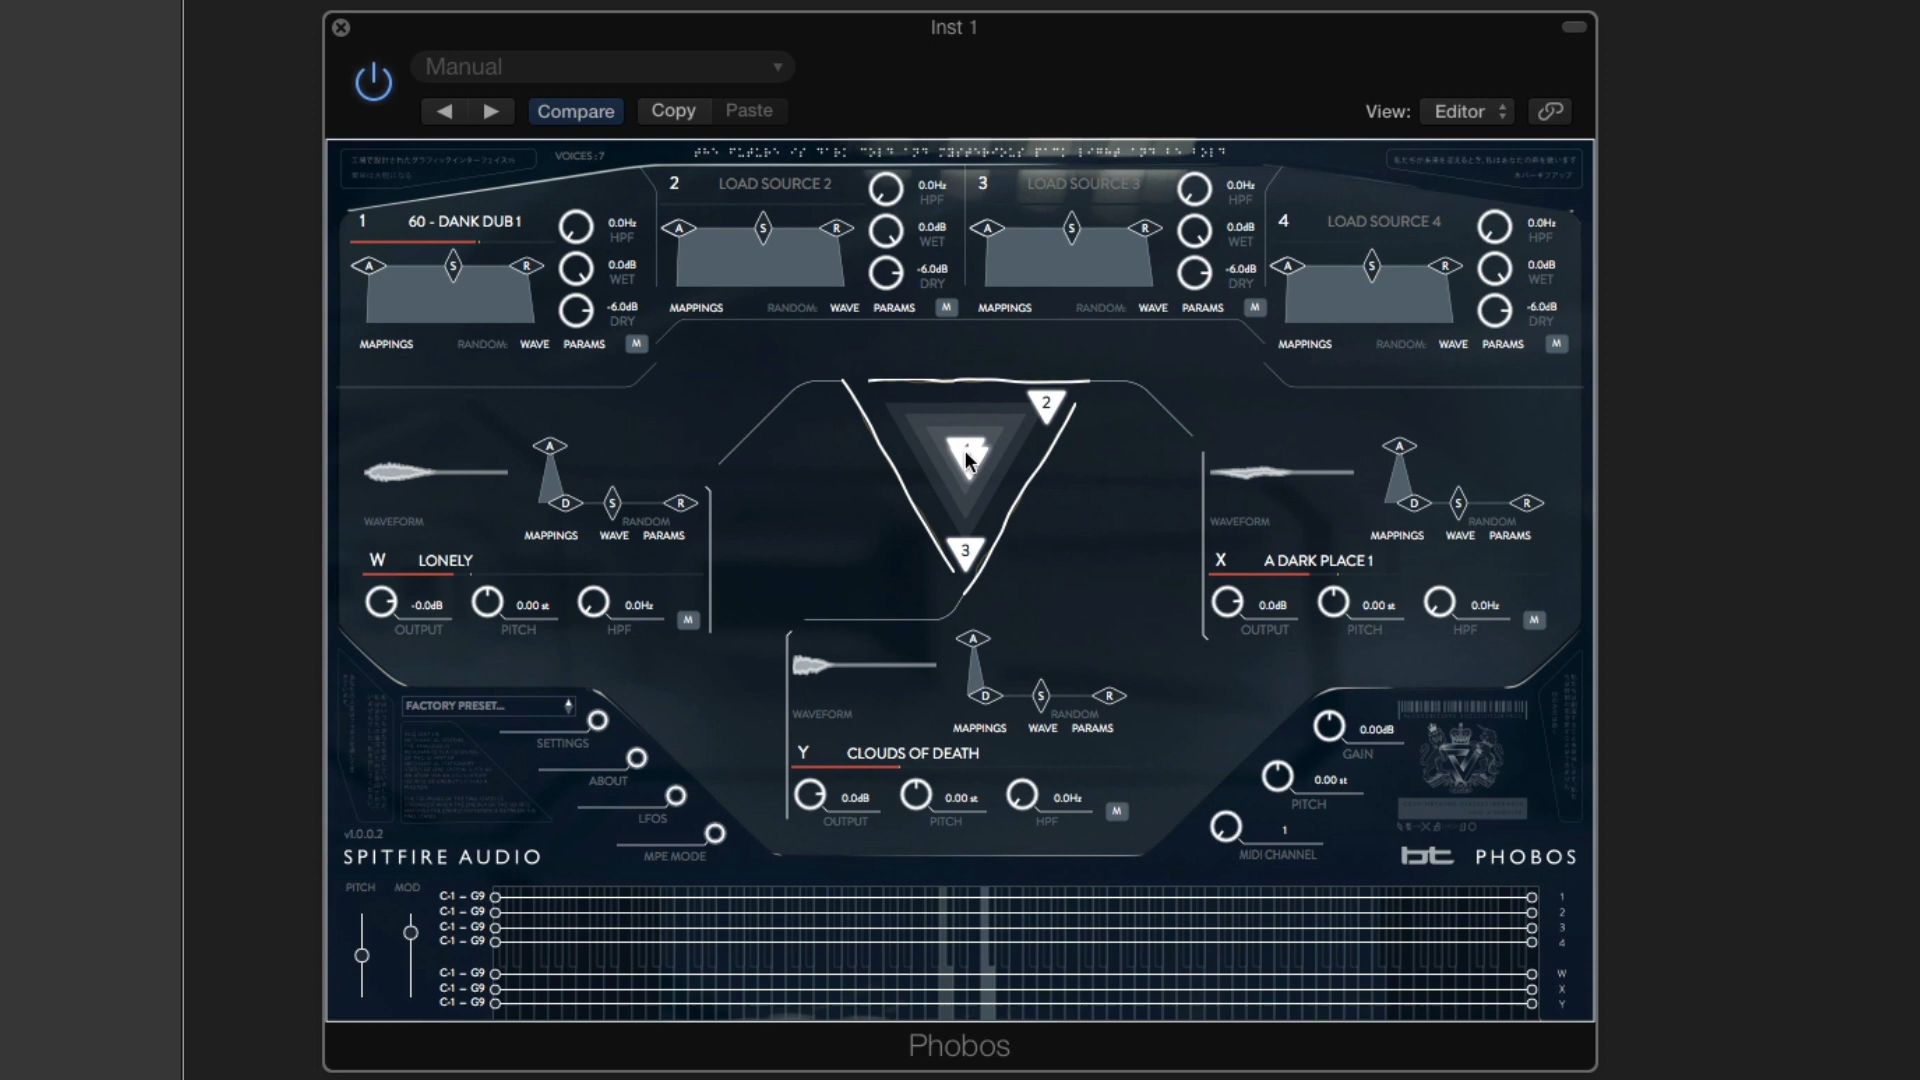 Inst 1
Manual
Compare
Copy
Paste
View:
Editor
VOICES: 7
1
60 - DANK DUB 1
0.0Hz
HPF
0.0dB
WET
-6.0dB
DRY
A
S
R
MAPPINGS
RANDOM:
WAVE
PARAMS
M
2
LOAD SOURCE 2
0.0Hz
HPF
0.0dB
WET
-6.0dB
DRY
A
S
R
MAPPINGS
RANDOM:
WAVE
PARAMS
M
3
LOAD SOURCE 3
0.0Hz
HPF
0.0dB
WET
-6.0dB
DRY
A
S
R
MAPPINGS
RANDOM:
WAVE
PARAMS
M
4
LOAD SOURCE 4
0.0Hz
HPF
0.0dB
WET
-6.0dB
DRY
A
S
R
MAPPINGS
RANDOM:
WAVE
PARAMS
M
2
3
WAVEFORM
A
D
S
R
RANDOM
MAPPINGS
WAVE
PARAMS
W
LONELY
-0.0dB
OUTPUT
0.00 st
PITCH
0.0Hz
HPF
M
WAVEFORM
A
D
S
R
RANDOM
MAPPINGS
WAVE
PARAMS
X
A DARK PLACE 1
0.0dB
OUTPUT
0.00 st
PITCH
0.0Hz
HPF
M
WAVEFORM
A
D
S
R
RANDOM
MAPPINGS
WAVE
PARAMS
Y
CLOUDS OF DEATH
0.0dB
OUTPUT
0.00 st
PITCH
0.0Hz
HPF
M
FACTORY PRESET...
SETTINGS
ABOUT
LFOS
MPE MODE
0.00dB
GAIN
0.00 st
PITCH
1
MIDI CHANNEL
v1.0.0.2
SPITFIRE AUDIO
bt PHOBOS
PITCH
MOD
C-1 – G9
1
C-1 – G9
2
C-1 – G9
3
C-1 – G9
4
C-1 – G9
W
C-1 – G9
X
C-1 – G9
Y
Phobos